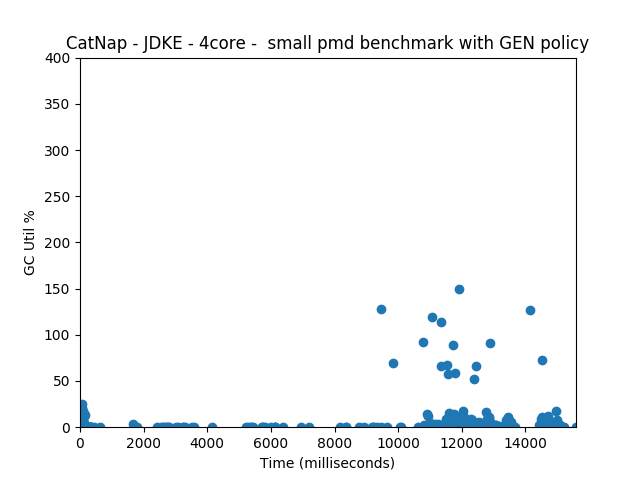 CatNap - JDKE - 4core -  small pmd benchmark with GEN policy
400
350
300
250
200
150
100
50
0
GC Util %
0 2000 4000 6000 8000 10000 12000 14000
Time (milliseconds)